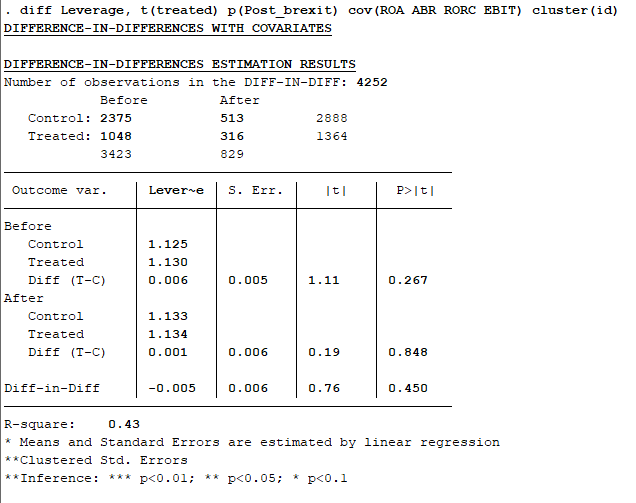 . diff Leverage, t(treated) p(Post_brexit) cov(ROA ABR RORC EBIT) cluster(id)
DIFFERENCE-IN-DIFFERENCES WITH COVARIATES
DIFFERENCE-IN-DIFFERENCES ESTIMATION RESULTS
Number of observations in the DIFF-IN-DIFF: 4252
Before After
Control: 2375 513 2888
Treated: 1048 316 1364
3423 829
Outcome var. Lever~e S. Err. |t| P>|t|
Before
Control 1.125
Treated 1.130
Diff (T-C) 0.006 0.005 1.11 0.267
After
Control 1.133
Treated 1.134
Diff (T-C) 0.001 0.006 0.19 0.848
Diff-in-Diff -0.005 0.006 0.76 0.450
R-square: 0.43
* Means and Standard Errors are estimated by linear regression
**Clustered Std. Errors
**Inference: *** p<0.01; ** p<0.05; * p<0.1